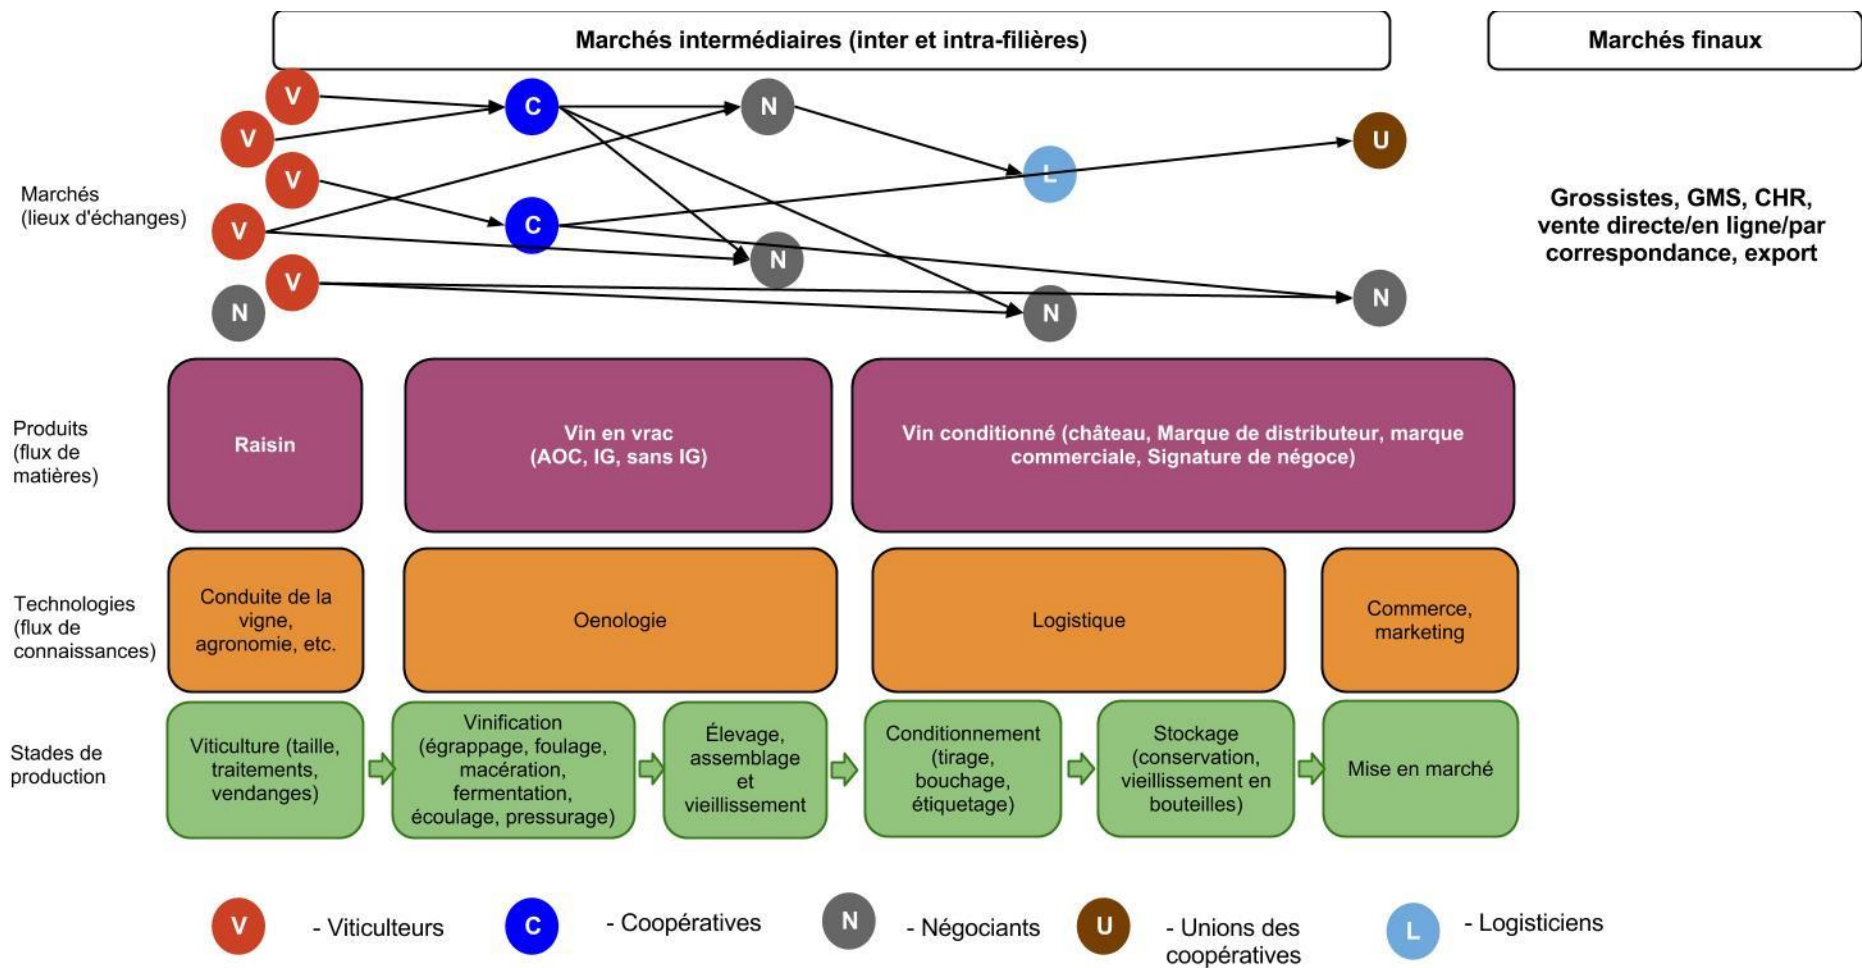 Marchés intermédiaires (inter et intra-filières)
Marchés finaux
V
C
N
V
U
V
L
Marchés
(lieux d'échanges)
V
C
N
V
N
N
N
Grossistes, GMS, CHR,
vente directe/en ligne/par
correspondance, export
Produits
(flux de
matières)
Raisin
Vin en vrac
(AOC, IG, sans IG)
Vin conditionné (château, Marque de distributeur, marque
commerciale, Signature de négoce)
Technologies
(flux de
connaissances)
Conduite de la
vigne,
agronomie, etc.
Oenologie
Logistique
Commerce,
marketing
Stades de
production
Viticulture (taille,
traitements,
vendanges)
Vinification
(égrappage, foulage,
macération,
fermentation,
écoulage, pressurage)
Élevage,
assemblage
et
vieillissement
Conditionnement
(tirage,
bouchage,
étiquetage)
Stockage
(conservation,
vieillissement en
bouteilles)
Mise en marché
V - Viticulteurs
C - Coopératives
N - Négociants
U - Unions des
coopératives
L - Logisticiens